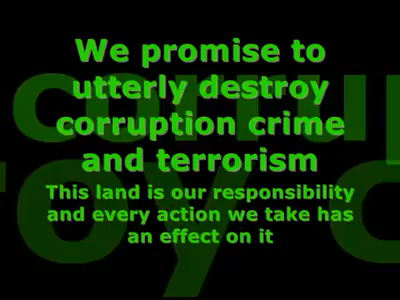 We promise to
utterly destroy
corruption crime
and terrorism
This land is our responsibility
and every action we take has
an effect on it